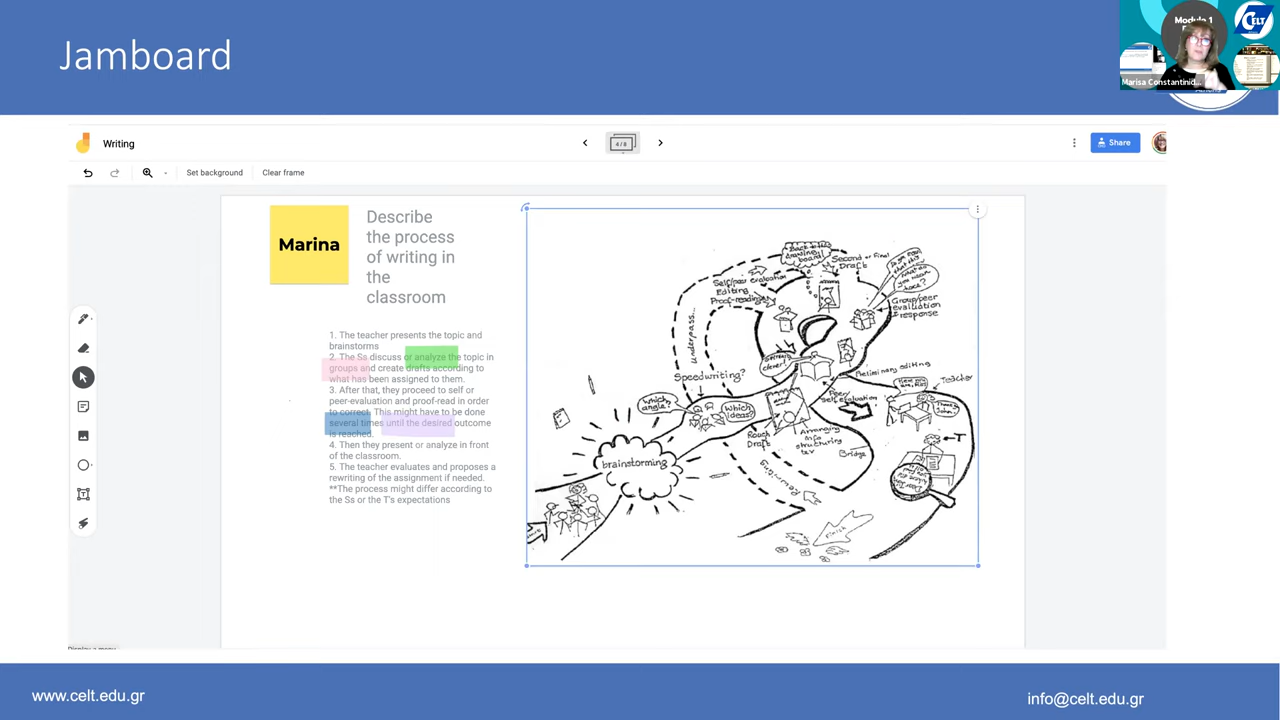 Jamboard
Module 1
CELT
Marisa Constantinid...
Writing
4 / 8
Share
Set background
Clear frame
Marina
Describe
the process
of writing in
the
classroom
1. The teacher presents the topic and
brainstorms
2. The Ss discuss or analyze the topic in
groups and create drafts according to
what has been assigned to them.
3. After that, they proceed to self or
peer-evaluation and proof-read in order
to correct. This might have to be done
several times until the desired outcome
is reached.
4. Then they present or analyze in front
of the classroom.
5. The teacher evaluates and proposes a
rewriting of the assignment if needed.
**The process might differ according to
the Ss or the T's expectations
Back to the
drawing
board
Second or Final
Draft
Self/peer evaluation
Editing
Proof-reading
Group/peer
evaluation
& response
Underpass...
Speedwriting?
Preliminary editing
Which
angle?
Which
ideas?
Peer/
Self evaluation
Teacher
Rough
Draft
Arranging
Info
structuring
Bridge
brainstorming
Rewriting
Finish
T
Display a menu
www.celt.edu.gr
info@celt.edu.gr